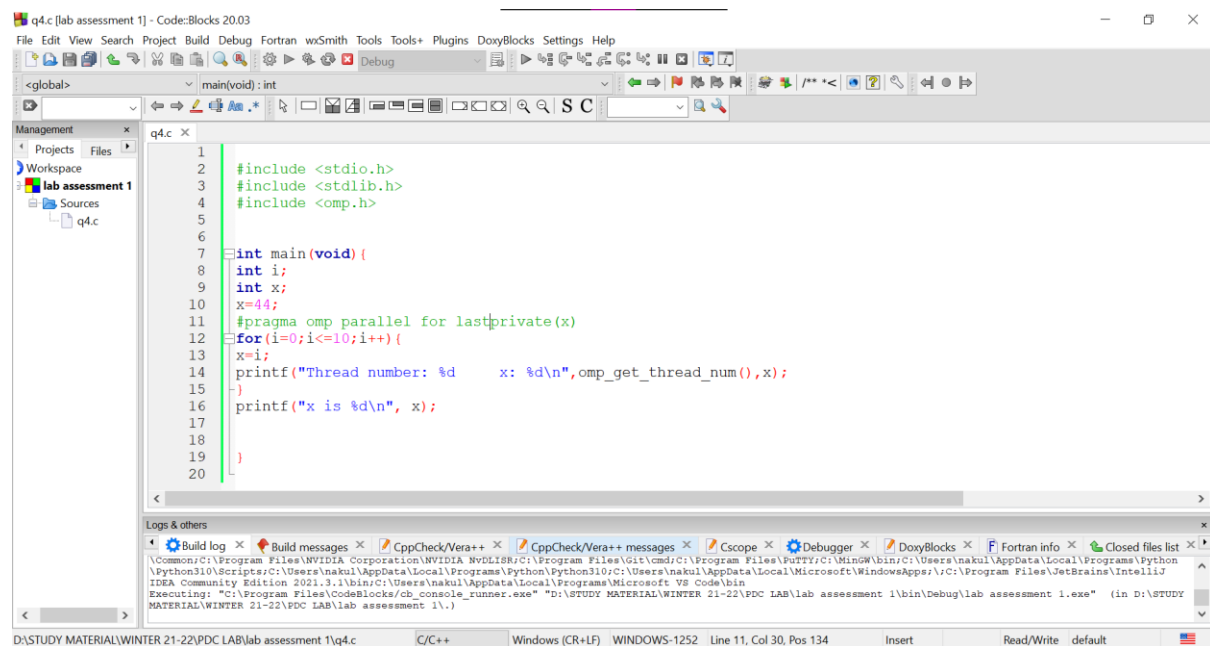 q4.c [lab assessment 1] - Code::Blocks 20.03
File Edit View Search Project Build Debug Fortran wxSmith Tools Tools+ Plugins DoxyBlocks Settings Help
Debug
<global> main(void) : int
/** *<
Aa .* S C
Management
Projects Files
Workspace
lab assessment 1
Sources
q4.c
q4.c
1
2 #include <stdio.h>
3 #include <stdlib.h>
4 #include <omp.h>
5
6
7 int main(void){
8 int i;
9 int x;
10 x=44;
11 #pragma omp parallel for lastprivate(x)
12 for(i=0;i<=10;i++){
13 x=i;
14 printf("Thread number: %d     x: %d\n",omp_get_thread_num(),x);
15 }
16 printf("x is %d\n", x);
17
18
19 }
20
Logs & others
Build log Build messages CppCheck/Vera++ CppCheck/Vera++ messages Cscope Debugger DoxyBlocks Fortran info Closed files list
\Common;C:\Program Files\NVIDIA Corporation\NVIDIA NvDLISR;C:\Program Files\Git\cmd;C:\Program Files\PuTTY;C:\MinGW\bin;C:\Users\nakul\AppData\Local\Programs\Python
\Python310\Scripts;C:\Users\nakul\AppData\Local\Programs\Python\Python310;C:\Users\nakul\AppData\Local\Microsoft\WindowsApps;\;C:\Program Files\JetBrains\IntelliJ
IDEA Community Edition 2021.3.1\bin;C:\Users\nakul\AppData\Local\Programs\Microsoft VS Code\bin
Executing: "C:\Program Files\CodeBlocks/cb_console_runner.exe" "D:\STUDY MATERIAL\WINTER 21-22\PDC LAB\lab assessment 1\bin\Debug\lab assessment 1.exe" (in D:\STUDY
MATERIAL\WINTER 21-22\PDC LAB\lab assessment 1\.)
D:\STUDY MATERIAL\WINTER 21-22\PDC LAB\lab assessment 1\q4.c C/C++ Windows (CR+LF) WINDOWS-1252 Line 11, Col 30, Pos 134 Insert Read/Write default